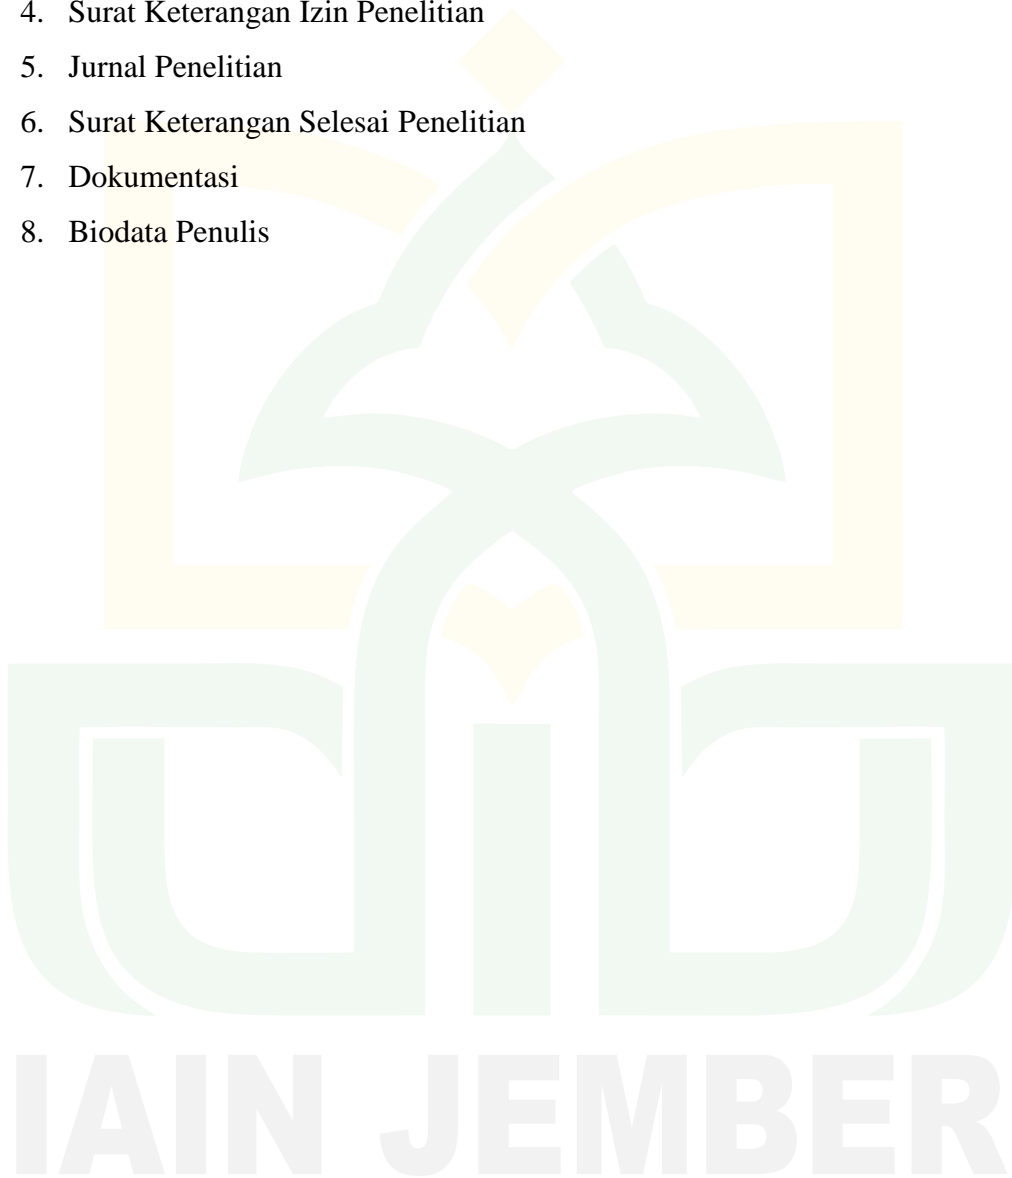 4. Surat Keterangan Izin Penelitian
5. Jurnal Penelitian
6. Surat Keterangan Selesai Penelitian
7. Dokumentasi
8. Biodata Penulis
IAIN JEMBER